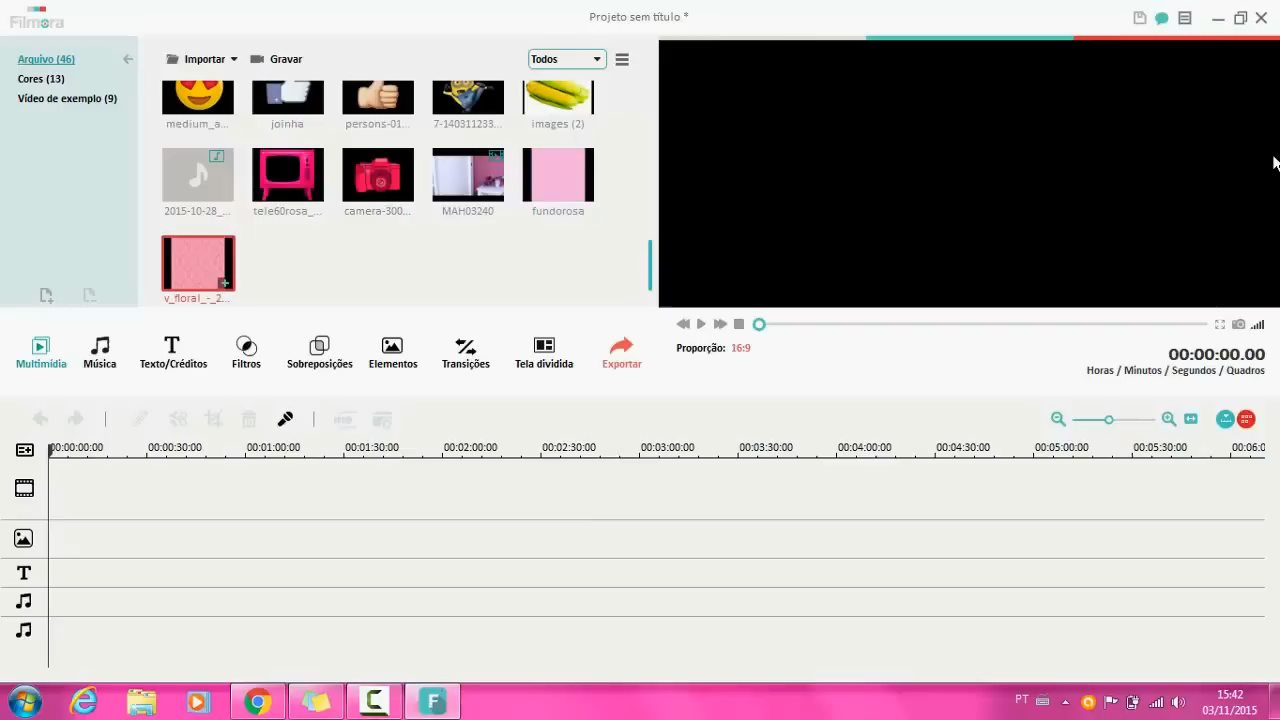 Filmora
Projeto sem título *
Arquivo (46)
Cores (13)
Vídeo de exemplo (9)
Importar
Gravar
Todos
medium_a...
joinha
persons-01...
7-140311233...
images (2)
2015-10-28_...
tele60rosa_...
camera-300...
MAH03240
fundorosa
v_floral_-_2...
Proporção: 16:9
00:00:00.00
Horas / Minutos / Segundos / Quadros
Multimídia
Música
Texto/Créditos
Filtros
Sobreposições
Elementos
Transições
Tela dividida
Exportar
00:00:00:00 00:00:30:00 00:01:00:00 00:01:30:00 00:02:00:00 00:02:30:00 00:03:00:00 00:03:30:00 00:04:00:00 00:04:30:00 00:05:00:00 00:05:30:00 00:06:0
T
PT
15:42
03/11/2015